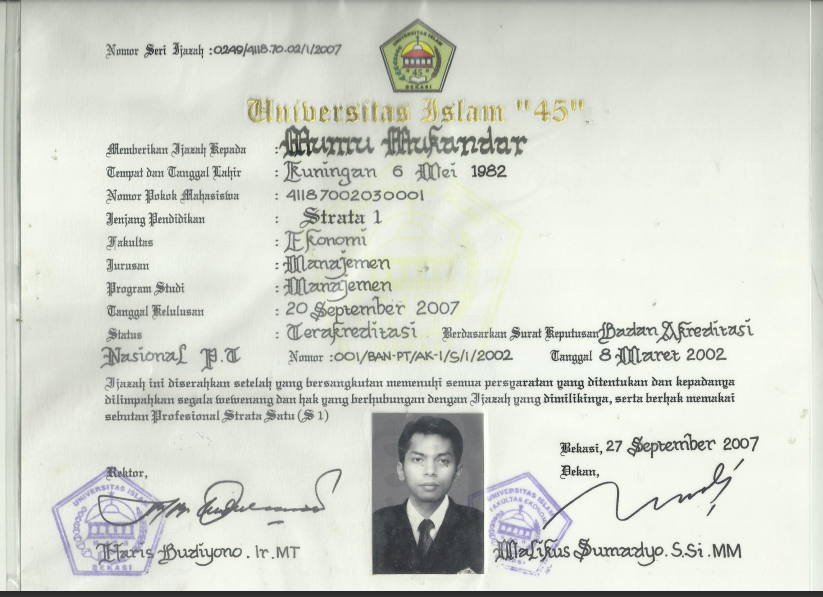 Nomor Seri Ijazah : 0249/4118.70.02/1/2007
UNIVERSITAS ISLAM
45
BEKASI
Universitas Islam "45"
Memberikan Ijazah Kepada : Mumu Mukandar
Tempat dan Tanggal Lahir : Kuningan 6 Mei 1982
Nomor Pokok Mahasiswa : 41187002030001
Jenjang Pendidikan : Strata 1
Fakultas : Ekonomi
Jurusan : Manajemen
Program Studi : Manajemen
Tanggal Kelulusan : 20 September 2007
Status : Terakreditasi Berdasarkan Surat Keputusan Badan Akreditasi
Nasional P.T Nomor : 001/BAN-PT/AK-1/S/1/2002 Tanggal 8 Maret 2002
Ijazah ini diserahkan setelah yang bersangkutan memenuhi semua persyaratan yang ditentukan dan kepadanya
dilimpahkan segala wewenang dan hak yang berhubungan dengan Ijazah yang dimilikinya, serta berhak memakai
sebutan Profesional Strata Satu (S 1)
Bekasi, 27 September 2007
Rektor,
Dekan,
UNIVERSITAS ISLAM
BEKASI
UNIVERSITAS ISLAM
FAKULTAS EKONOMI
Haris Budiyono . Ir. MT
Malikus Sumadyo. S.Si. MM